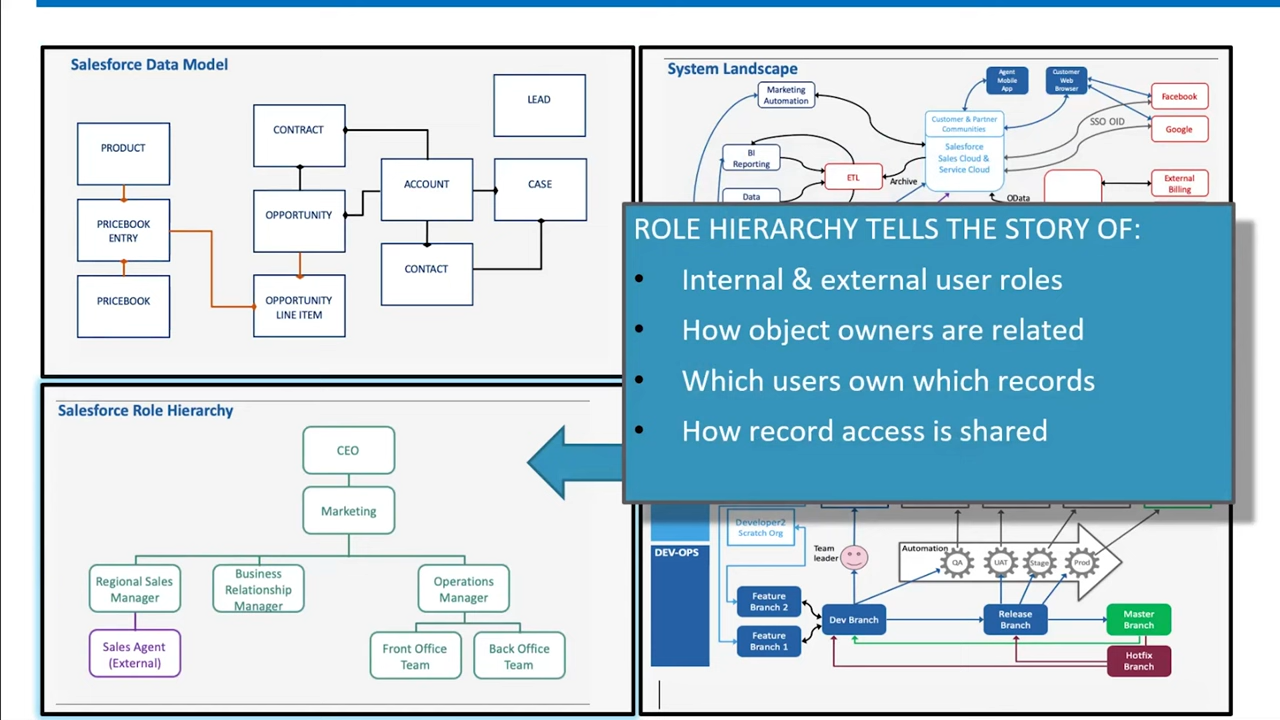 Salesforce Data Model
LEAD
CONTRACT
PRODUCT
ACCOUNT
CASE
OPPORTUNITY
PRICEBOOK
ENTRY
CONTACT
PRICEBOOK
OPPORTUNITY
LINE ITEM
System Landscape
Agent
Mobile
App
Customer
Web
Browser
Marketing
Automation
Facebook
SSO OID
Google
Customer & Partner
Communities
Salesforce
Sales Cloud &
Service Cloud
BI
Reporting
ETL
Archive
External
Billing
Data
OData
ROLE HIERARCHY TELLS THE STORY OF:
• Internal & external user roles
• How object owners are related
• Which users own which records
• How record access is shared
Salesforce Role Hierarchy
CEO
Marketing
Regional Sales
Manager
Business
Relationship
Manager
Operations
Manager
Sales Agent
(External)
Front Office
Team
Back Office
Team
Developer2
Scratch Org
DEV-OPS
Team
leader
Automation
QA
UAT
Stage
Prod
Feature
Branch 2
Dev Branch
Release
Branch
Master
Branch
Feature
Branch 1
Hotfix
Branch